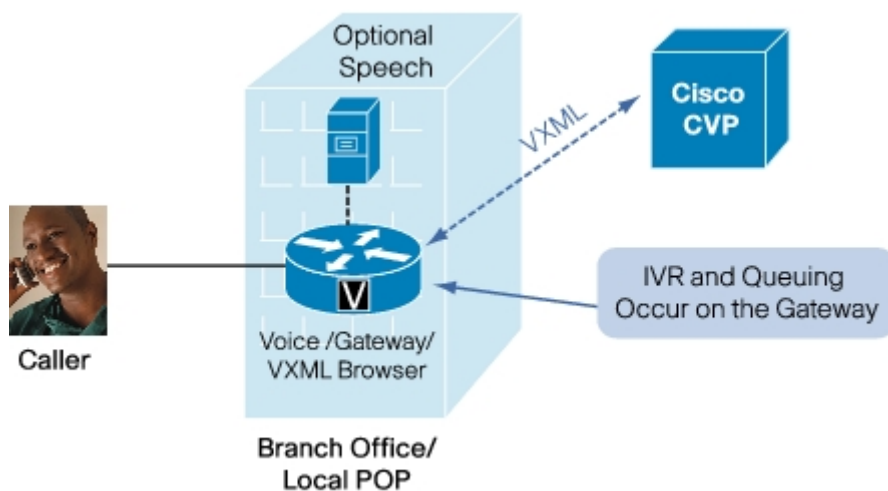 Optional
Speech
Cisco
CVP
VXML
IVR and Queuing
Occur on the Gateway
V
Voice /Gateway/
VXML Browser
Caller
Branch Office/
Local POP